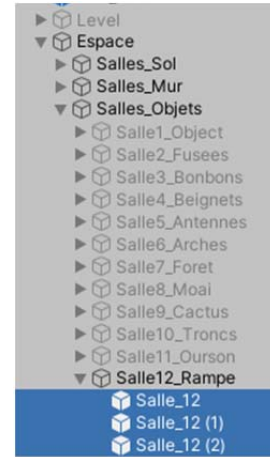 Level
Espace
Salles_Sol
Salles_Mur
Salles_Objets
Salle1_Object
Salle2_Fusees
Salle3_Bonbons
Salle4_Beignets
Salle5_Antennes
Salle6_Arches
Salle7_Foret
Salle8_Moai
Salle9_Cactus
Salle10_Troncs
Salle11_Ourson
Salle12_Rampe
Salle_12
Salle_12 (1)
Salle_12 (2)